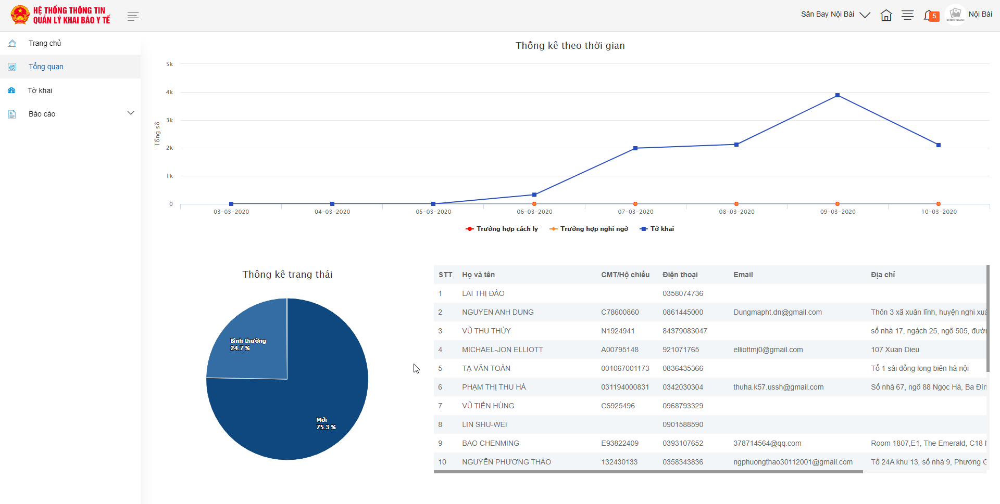 HỆ THỐNG THÔNG TIN
QUẢN LÝ KHAI BÁO Y TẾ
Sân Bay Nội Bài
5
KHÔNG CÓ ẢNH
Nội Bài
Trang chủ
Tổng quan
Tờ khai
Báo cáo
Thống kê theo thời gian
5k
4k
3k
2k
1k
0
Tổng số
03-03-2020 04-03-2020 05-03-2020 06-03-2020 07-03-2020 08-03-2020 09-03-2020 10-03-2020
Trường hợp cách ly Trường hợp nghi ngờ Tờ khai
Thống kê trạng thái
Bình thường
24.7 %
Mới
75.3 %
STT Họ và tên CMT/Hộ chiếu Điện thoại Email Địa chỉ
1 LAI THỊ ĐÀO 0358074736
2 NGUYEN ANH DUNG C78600860 0861445000 Dungmapht.dn@gmail.com Thôn 3 xã xuân lĩnh, huyện nghi xuâ
3 VŨ THU THỦY N1924941 84379083047 số nhà 17, ngách 25, ngõ 505, đườn
4 MICHAEL-JON ELLIOTT A00795148 921071765 elliottmj0@gmail.com 107 Xuan Dieu
5 TẠ VĂN TOẢN 001067001173 0836435366 Tổ 1 sài đồng long biên hà nội
6 PHẠM THỊ THU HÀ 031194000831 0342030304 thuha.k57.ussh@gmail.com Số nhà 67, ngõ 88 Ngọc Hà, Ba Đìn
7 VŨ TIẾN HÙNG C6925496 0968793329
8 LIN SHU-WEI 0901588590
9 BAO CHENMING E93822409 0393107652 378714564@qq.com Room 1807,E1, The Emerald, C18
10 NGUYỄN PHƯƠNG THẢO 132430133 0358343836 ngphuongthao30112001@gmail.com Tổ 24A khu 13, số nhà 9, Phường G